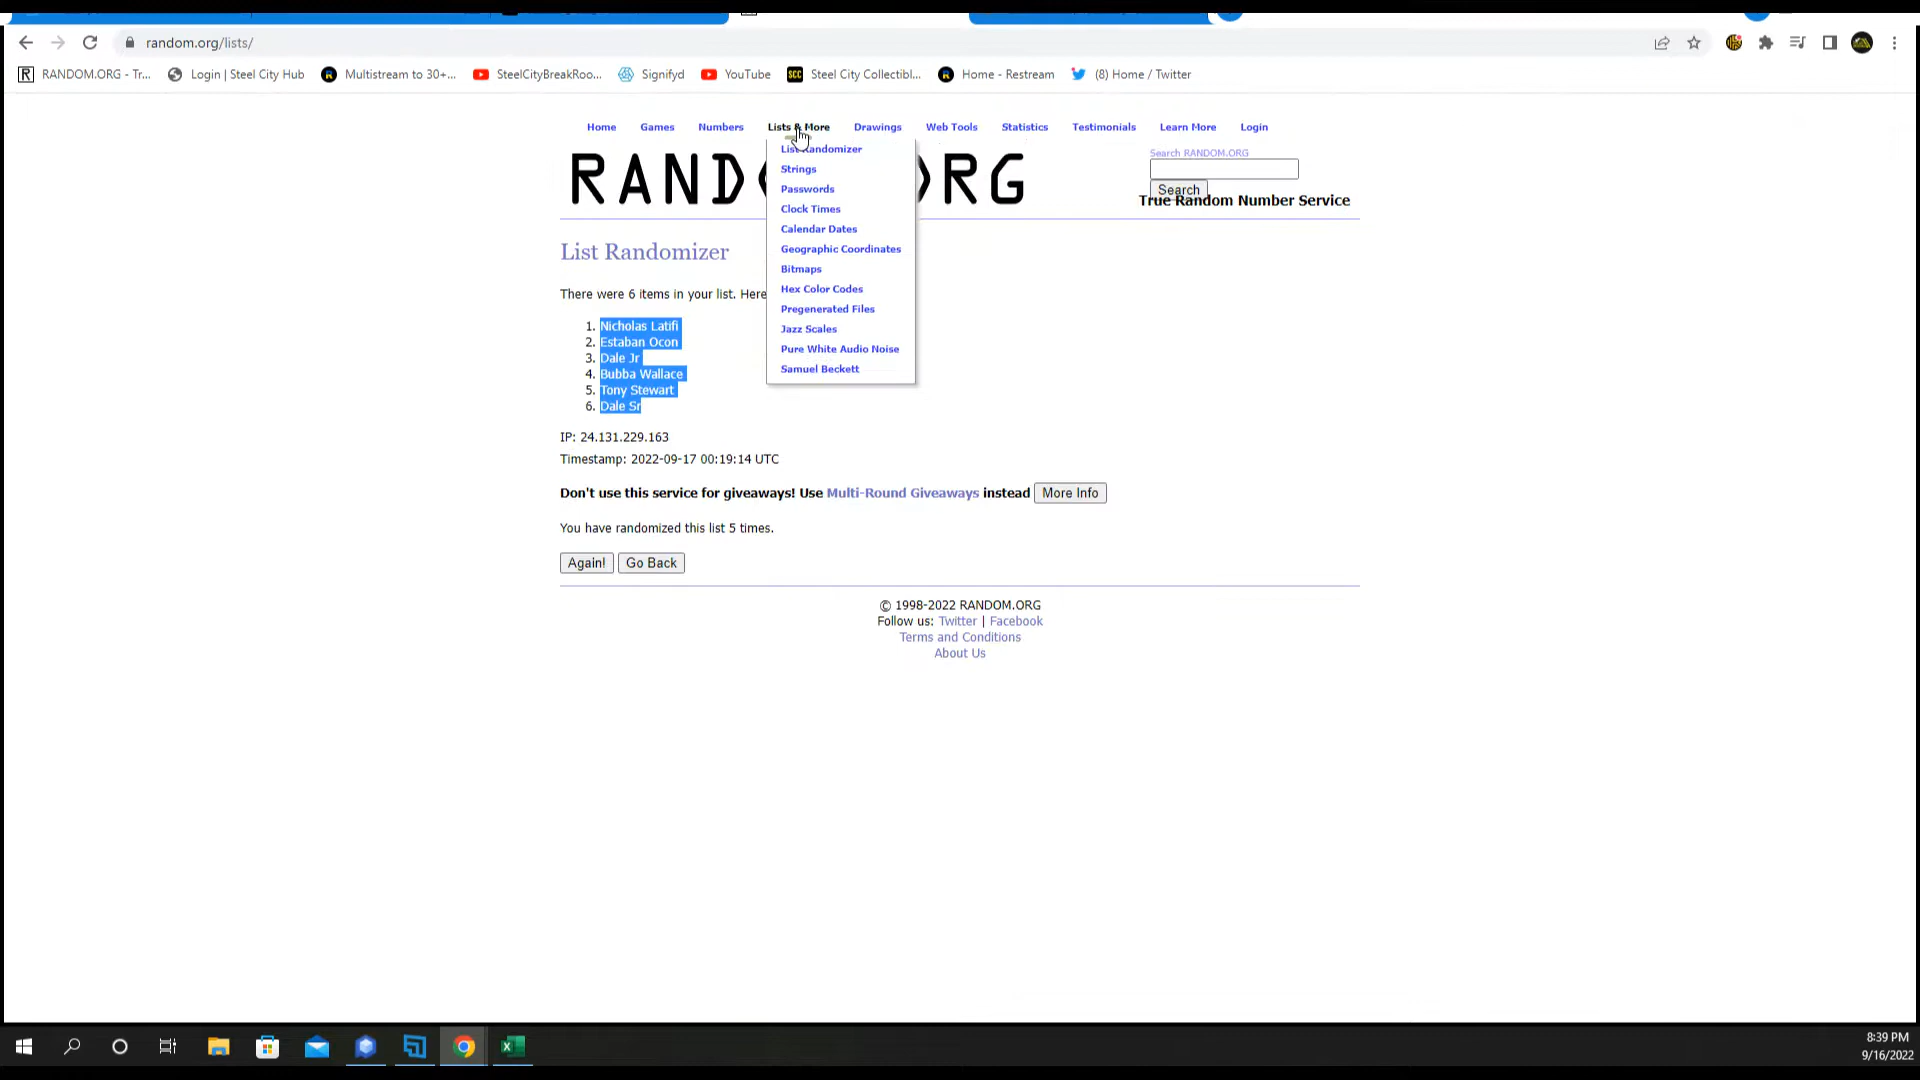 random.org/lists/
RANDOM.ORG - Tr...
Login | Steel City Hub
Multistream to 30+...
SteelCityBreakRoo...
Signifyd
YouTube
SCC
Steel City Collectibl...
Home - Restream
(8) Home / Twitter
Home Games Numbers Lists & More Drawings Web Tools Statistics Testimonials Learn More Login
List Randomizer
Strings
Passwords
Clock Times
Calendar Dates
Geographic Coordinates
Bitmaps
Hex Color Codes
Pregenerated Files
Jazz Scales
Pure White Audio Noise
Samuel Beckett
RAND
RG
Search RANDOM.ORG
Search
True Random Number Service
List Randomizer
There were 6 items in your list. Here
1. Nicholas Latifi
2. Estaban Ocon
3. Dale Jr
4. Bubba Wallace
5. Tony Stewart
6. Dale Sr
IP: 24.131.229.163
Timestamp: 2022-09-17 00:19:14 UTC
Don't use this service for giveaways! Use Multi-Round Giveaways instead More Info
You have randomized this list 5 times.
Again! Go Back
© 1998-2022 RANDOM.ORG
Follow us: Twitter | Facebook
Terms and Conditions
About Us
8:39 PM
9/16/2022